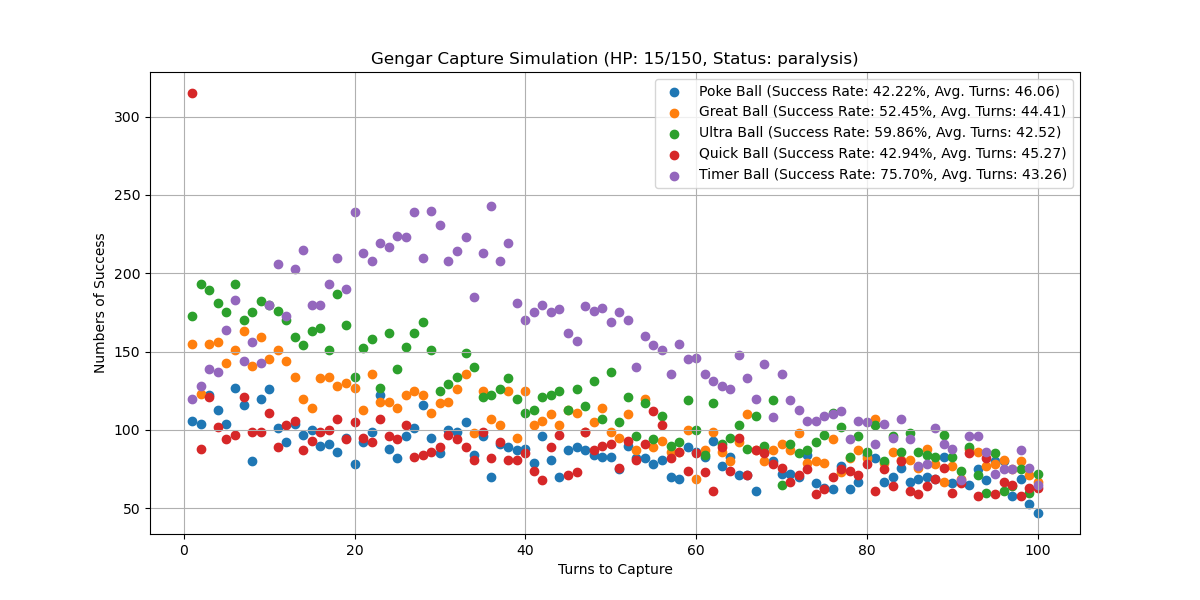 Gengar Capture Simulation (HP: 15/150, Status: paralysis)
Poke Ball (Success Rate: 42.22%, Avg. Turns: 46.06)
Great Ball (Success Rate: 52.45%, Avg. Turns: 44.41)
Ultra Ball (Success Rate: 59.86%, Avg. Turns: 42.52)
Quick Ball (Success Rate: 42.94%, Avg. Turns: 45.27)
Timer Ball (Success Rate: 75.70%, Avg. Turns: 43.26)
Numbers of Success
300
250
200
150
100
50
0 20 40 60 80 100
Turns to Capture